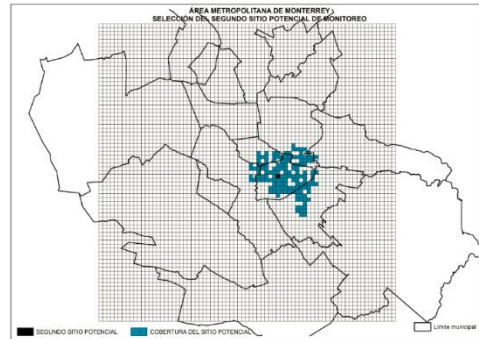 ÁREA METROPOLITANA DE MONTERREY
SELECCIÓN DEL SEGUNDO SITIO POTENCIAL DE MONITOREO
SEGUNDO SITIO POTENCIAL
COBERTURA DEL SITIO POTENCIAL
Limite municipal